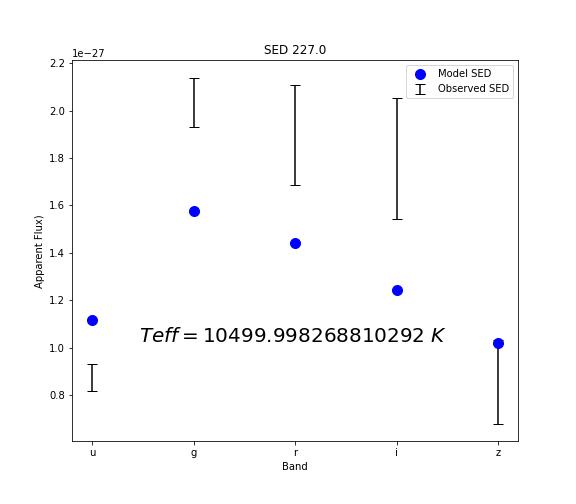 SED 227.0
1e−27
2.2
2.0
1.8
1.6
1.4
1.2
1.0
0.8
Apparent Flux)
Model SED
Observed SED
Teff = 10499.998268810292 K
u g r i z
Band